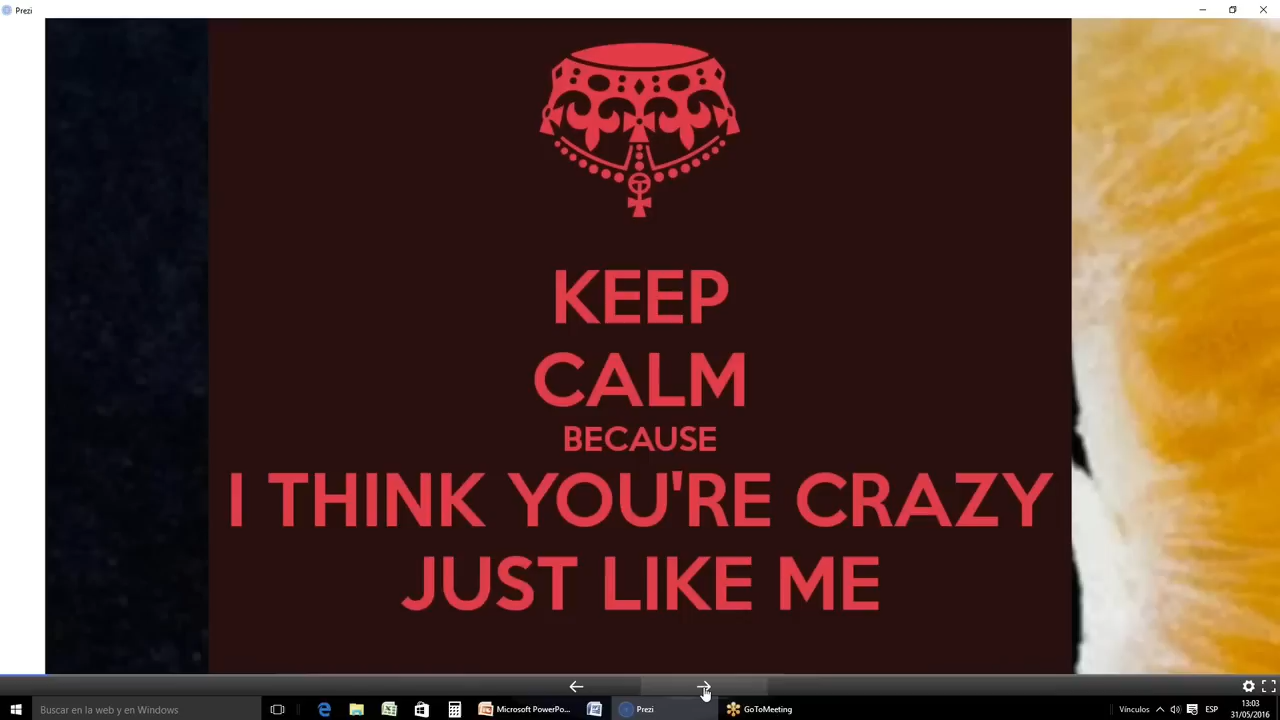 Prezi
KEEP
CALM
BECAUSE
I THINK YOU'RE CRAZY
JUST LIKE ME
Buscar en la web y en Windows
Microsoft PowerPo...
Prezi
GoToMeeting
Vínculos
ESP
13:03
31/05/2016